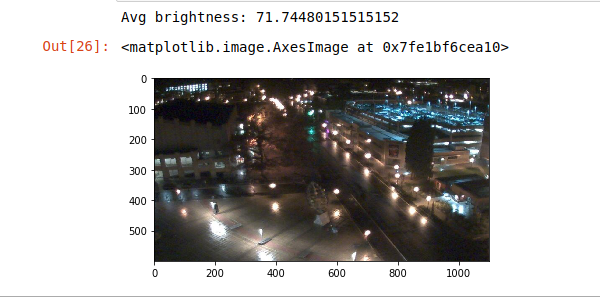 Avg brightness: 71.74480151515152
Out[26]: <matplotlib.image.AxesImage at 0x7fe1bf6cea10>
0
100
200
300
400
500
0 200 400 600 800 1000